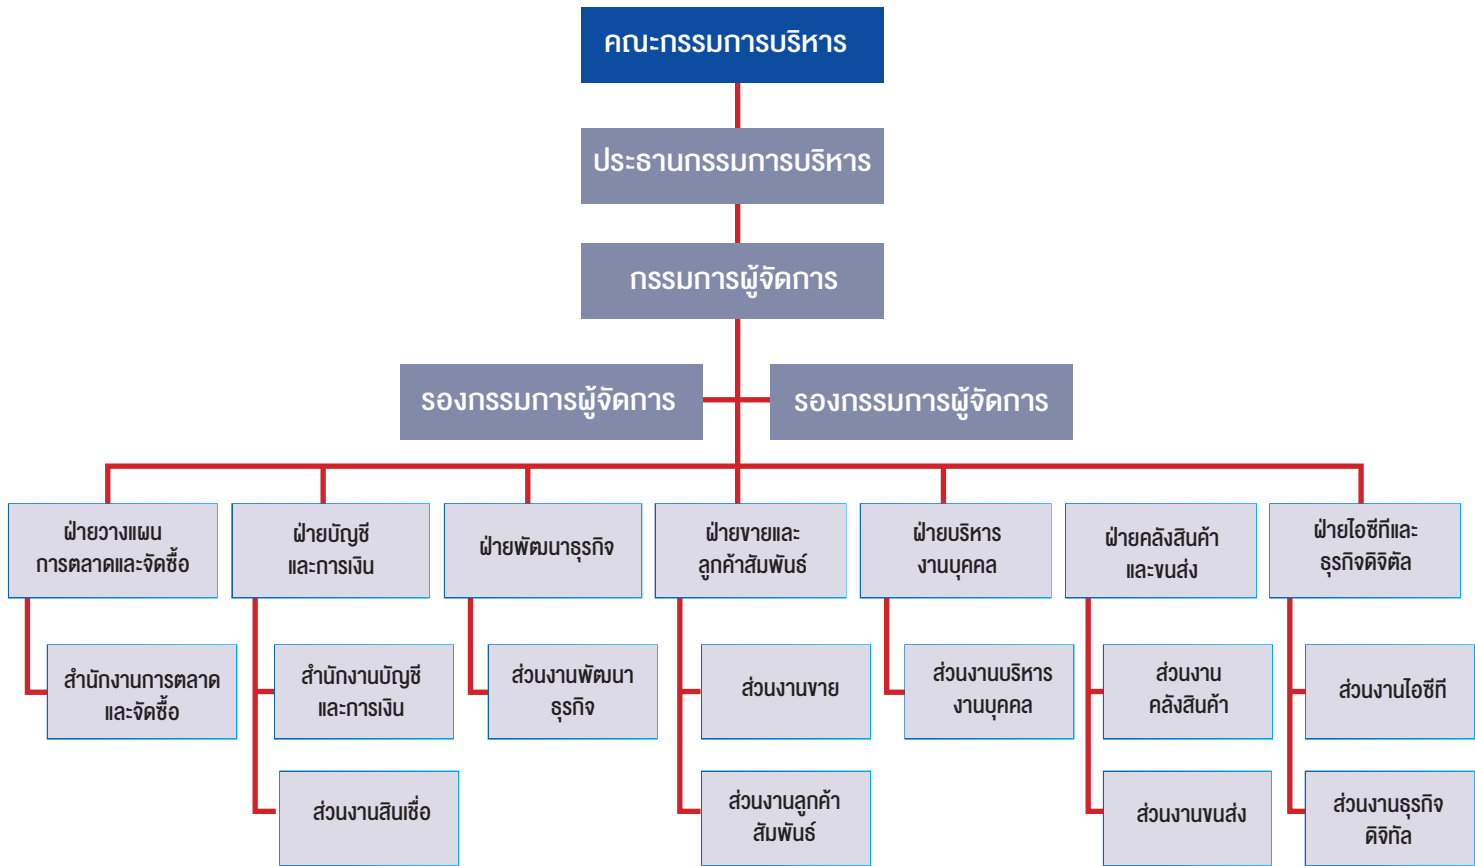 คณะกรรมการบริหาร
ประธานกรรมการบริหาร
กรรมการผู้จัดการ
รองกรรมการผู้จัดการ
รองกรรมการผู้จัดการ
ฝ่ายวางแผน
การตลาดและจัดซื้อ
ฝ่ายบัญชี
และการเงิน
ฝ่ายพัฒนาธุรกิจ
ฝ่ายขายและ
ลูกค้าสัมพันธ์
ฝ่ายบริหาร
งานบุคคล
ฝ่ายคลังสินค้า
และขนส่ง
ฝ่ายไอซีทีและ
ธุรกิจดิจิตัล
สำนักงานการตลาด
และจัดซื้อ
สำนักงานบัญชี
และการเงิน
ส่วนงานพัฒนา
ธุรกิจ
ส่วนงานขาย
ส่วนงานบริหาร
งานบุคคล
ส่วนงาน
คลังสินค้า
ส่วนงานไอซีที
ส่วนงานสินเชื่อ
ส่วนงานลูกค้า
สัมพันธ์
ส่วนงานขนส่ง
ส่วนงานธุรกิจ
ดิจิทัล